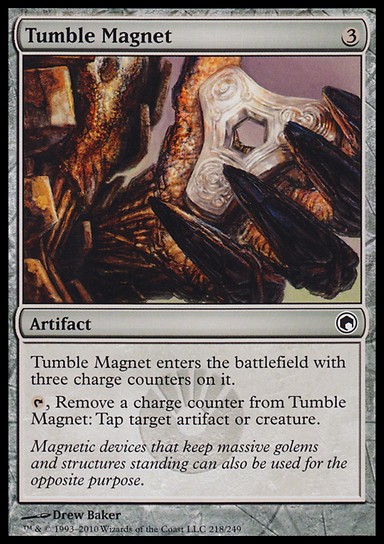 Tumble Magnet 3
Artifact
Tumble Magnet enters the battlefield with
three charge counters on it.
, Remove a charge counter from Tumble
Magnet: Tap target artifact or creature.
Magnetic devices that keep massive golems
and structures standing can also be used for the
opposite purpose.
Drew Baker
™ & © 1993–2010 Wizards of the Coast LLC 218/249